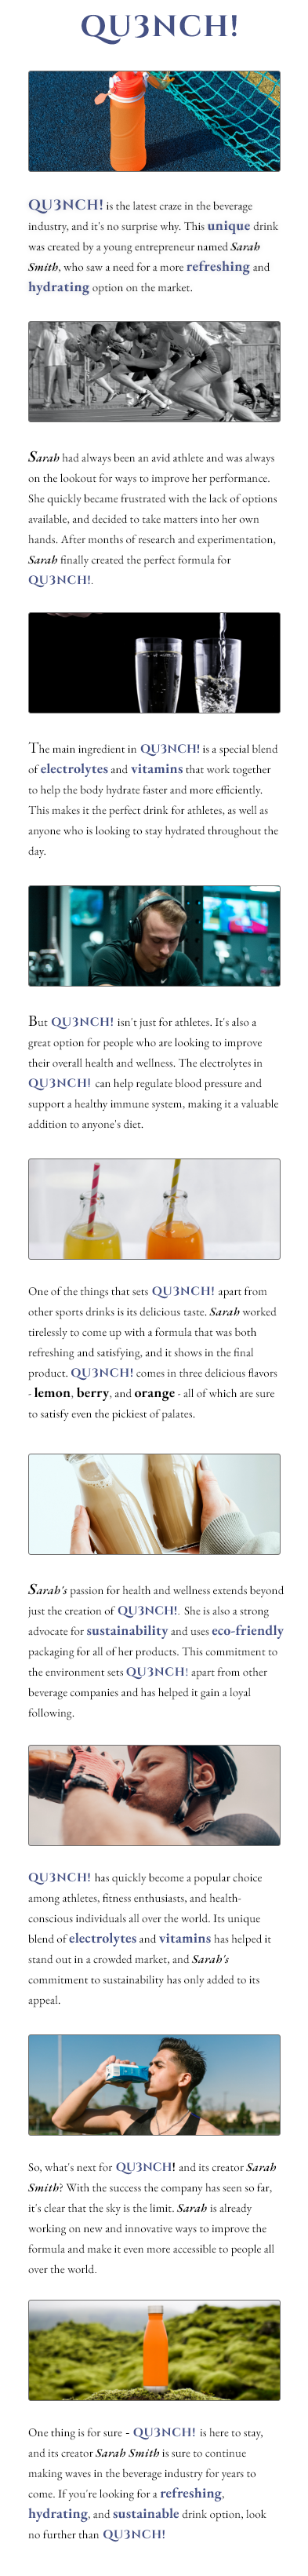 QU3NCH!
QU3NCH! is the latest craze in the beverage
industry, and it's no surprise why. This unique drink
was created by a young entrepreneur named Sarah
Smith, who saw a need for a more refreshing and
hydrating option on the market.
Sarah had always been an avid athlete and was always
on the lookout for ways to improve her performance.
She quickly became frustrated with the lack of options
available, and decided to take matters into her own
hands. After months of research and experimentation,
Sarah finally created the perfect formula for
QU3NCH!.
The main ingredient in QU3NCH! is a special blend
of electrolytes and vitamins that work together
to help the body hydrate faster and more efficiently.
This makes it the perfect drink for athletes, as well as
anyone who is looking to stay hydrated throughout the
day.
But QU3NCH! isn't just for athletes. It's also a
great option for people who are looking to improve
their overall health and wellness. The electrolytes in
QU3NCH! can help regulate blood pressure and
support a healthy immune system, making it a valuable
addition to anyone's diet.
One of the things that sets QU3NCH! apart from
other sports drinks is its delicious taste. Sarah worked
tirelessly to come up with a formula that was both
refreshing and satisfying, and it shows in the final
product. QU3NCH! comes in three delicious flavors
- lemon, berry, and orange - all of which are sure
to satisfy even the pickiest of palates.
Sarah's passion for health and wellness extends beyond
just the creation of QU3NCH!. She is also a strong
advocate for sustainability and uses eco-friendly
packaging for all of her products. This commitment to
the environment sets QU3NCH! apart from other
beverage companies and has helped it gain a loyal
following.
QU3NCH! has quickly become a popular choice
among athletes, fitness enthusiasts, and health-
conscious individuals all over the world. Its unique
blend of electrolytes and vitamins has helped it
stand out in a crowded market, and Sarah's
commitment to sustainability has only added to its
appeal.
So, what's next for QU3NCH! and its creator Sarah
Smith? With the success the company has seen so far,
it's clear that the sky is the limit. Sarah is already
working on new and innovative ways to improve the
formula and make it even more accessible to people all
over the world.
One thing is for sure - QU3NCH! is here to stay,
and its creator Sarah Smith is sure to continue
making waves in the beverage industry for years to
come. If you're looking for a refreshing,
hydrating, and sustainable drink option, look
no further than QU3NCH!